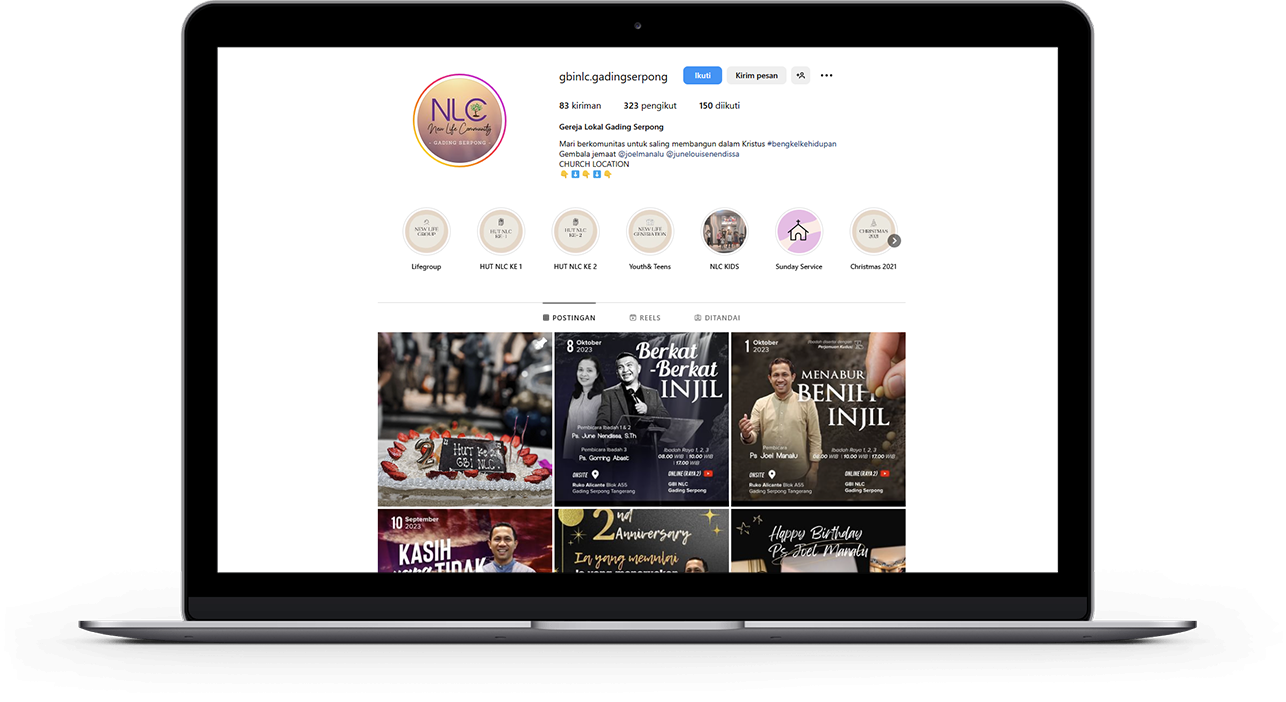 gbinlc.gadingserpong
Ikuti
Kirim pesan
83 kiriman
323 pengikut
150 diikuti
NLC
New Life Community
- GADING SERPONG -
Gereja Lokal Gading Serpong
Mari berkomunitas untuk saling membangun dalam Kristus #bengkelkehidupan
Gembala jemaat @joelmanalu @junelouisenendissa
CHURCH LOCATION
👇⬇️👇⬇️👇
NEW LIFE
GROUP
HUT NLC
KE- 1
HUT NLC
KE- 2
NEW LIFE
GENERATION
CHRISTMAS
2021
Lifegroup
HUT NLC KE 1
HUT NLC KE 2
Youth& Teens
NLC KIDS
Sunday Service
Christmas 2021
POSTINGAN
REELS
DITANDAI
2
HUT ke 2
GBI NLC
8 Oktober
2023
Berkat
-Berkat
INJIL
Pembicara Ibadah 1 & 2
Ps. June Nendissa, S.Th
Pembicara Ibadah 3
Ps. Gorring Abast
Ibadah Raya 1, 2, 3
08.00 WIB | 10.00 WIB
| 17.00 WIB
ONSITE
Ruko Alicante Blok A55
Gading Serpong Tangerang
ONLINE (RAYA 2)
GBI NLC
Gading Serpong
1 Oktober
2023
Ibadah disertai dengan
Perjamuan Kudus
MENABUR
BENIH
INJIL
Pembicara
Ps Joel Manalu
Ibadah Raya 1, 2, 3
08.00 WIB | 10.00 WIB | 17.00 WIB
ONSITE
Ruko Alicante Blok A55
Gading Serpong Tangerang
ONLINE (RAYA 2)
GBI NLC
Gading Serpong
10 September
2023
KASIH
yang TIDAK
2nd
Anniversary
Ia yang memulai
Happy Birthday
Ps Joel Manalu